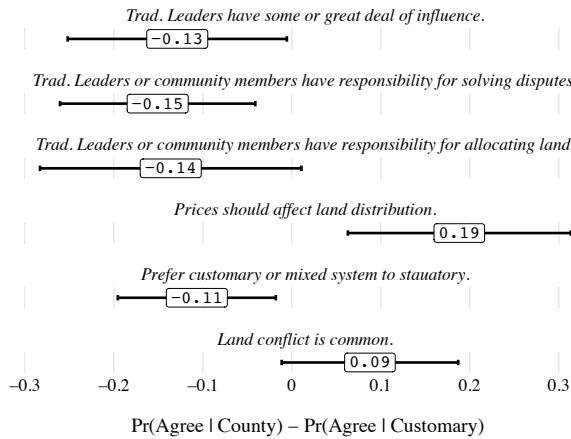 Trad. Leaders have some or great deal of influence.
−0.13
Trad. Leaders or community members have responsibility for solving disputes
−0.15
Trad. Leaders or community members have responsibility for allocating land
−0.14
Prices should affect land distribution.
0.19
Prefer customary or mixed system to stauatory.
−0.11
Land conflict is common.
0.09
−0.3 −0.2 −0.1 0 0.1 0.2 0.3
Pr(Agree | County) − Pr(Agree | Customary)